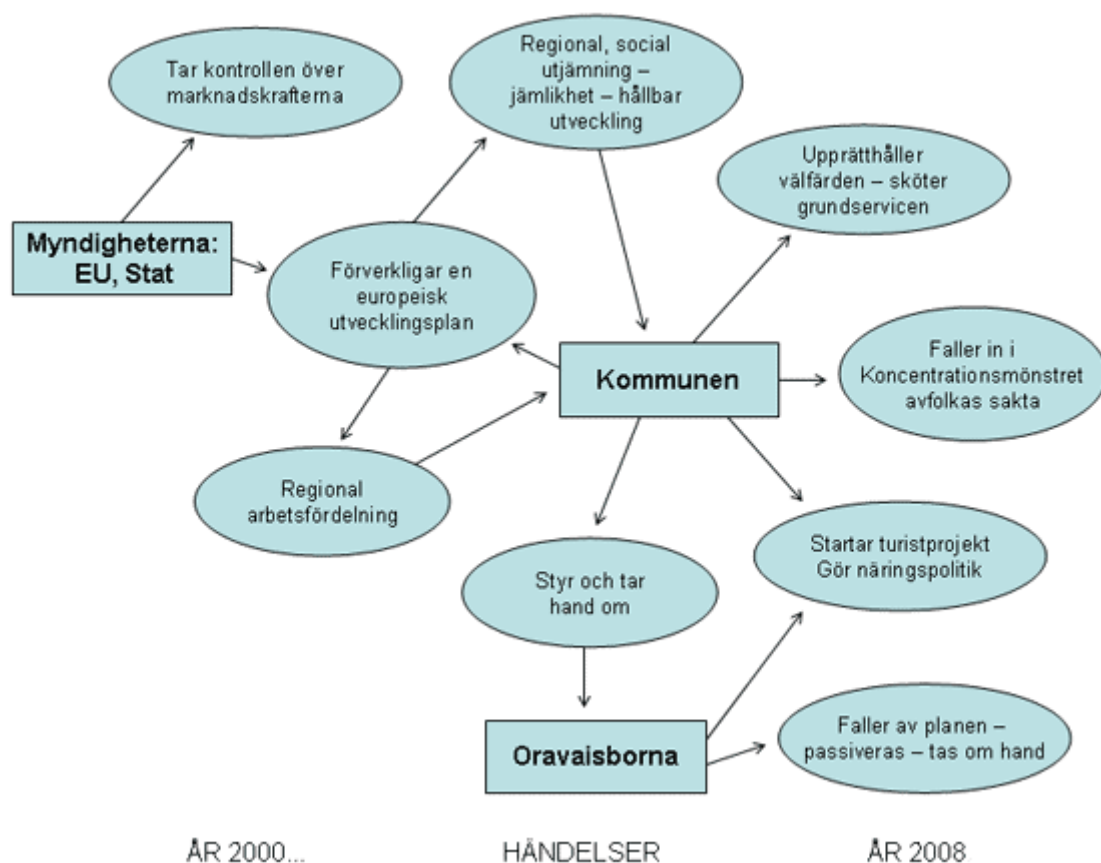 Tar kontrollen över
marknadskrafterna
Regional, social
utjämning –
jämlikhet – hållbar
utveckling
Upprätthåller
välfärden – sköter
grundservicen
Myndigheterna:
EU, Stat
Förverkligar en
europeisk
utvecklingsplan
Kommunen
Faller in i
Koncentrationsmönstret
avfolkas sakta
Regional
arbetsfördelning
Startar turistprojekt
Gör näringspolitik
Styr och tar
hand om
Oravaisborna
Faller av planen –
passiveras – tas om hand
ÅR 2000...
HÄNDELSER
ÅR 2008